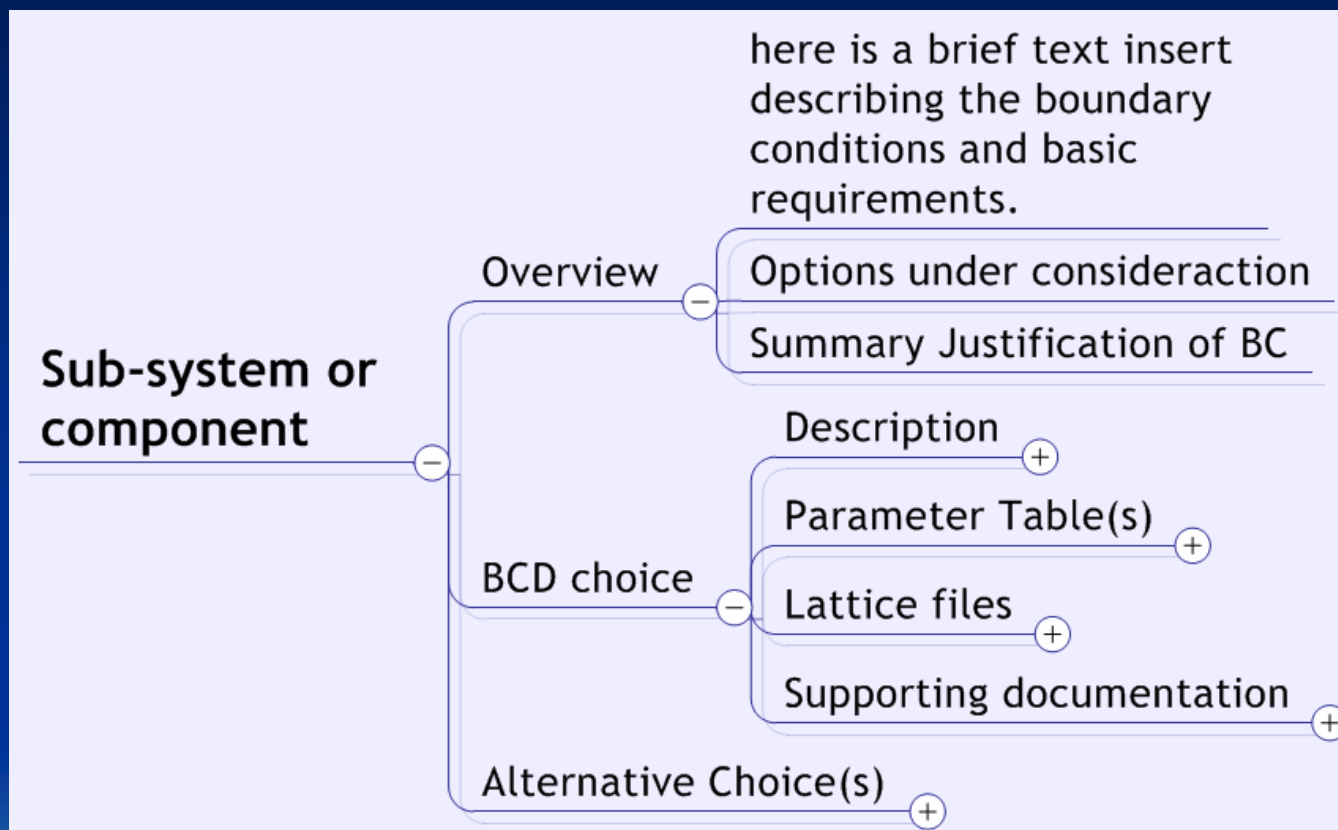 here is a brief text insert
describing the boundary
conditions and basic
requirements.
Overview
Options under consideraction
Summary Justification of BC
Sub-system or
component
Description
Parameter Table(s)
BCD choice
Lattice files
Supporting documentation
Alternative Choice(s)